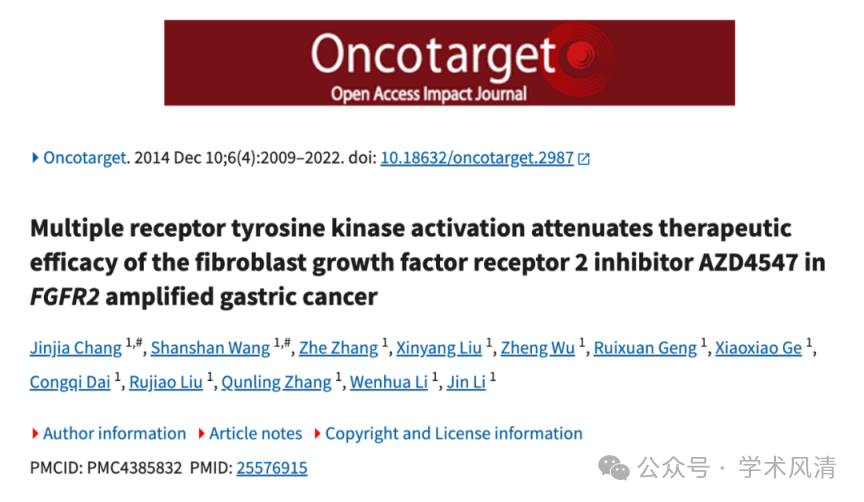 Oncotarget
Open Access Impact Journal
Oncotarget. 2014 Dec 10;6(4):2009–2022. doi: 10.18632/oncotarget.2987
Multiple receptor tyrosine kinase activation attenuates therapeutic
efficacy of the fibroblast growth factor receptor 2 inhibitor AZD4547 in
FGFR2 amplified gastric cancer
Jinjia Chang 1,#, Shanshan Wang 1,#, Zhe Zhang 1, Xinyang Liu 1, Zheng Wu 1, Ruixuan Geng 1, Xiaoxiao Ge 1,
Congqi Dai 1, Rujiao Liu 1, Qunling Zhang 1, Wenhua Li 1, Jin Li 1
Author information Article notes Copyright and License information
PMCID: PMC4385832 PMID: 25576915
公众号 · 学术风清